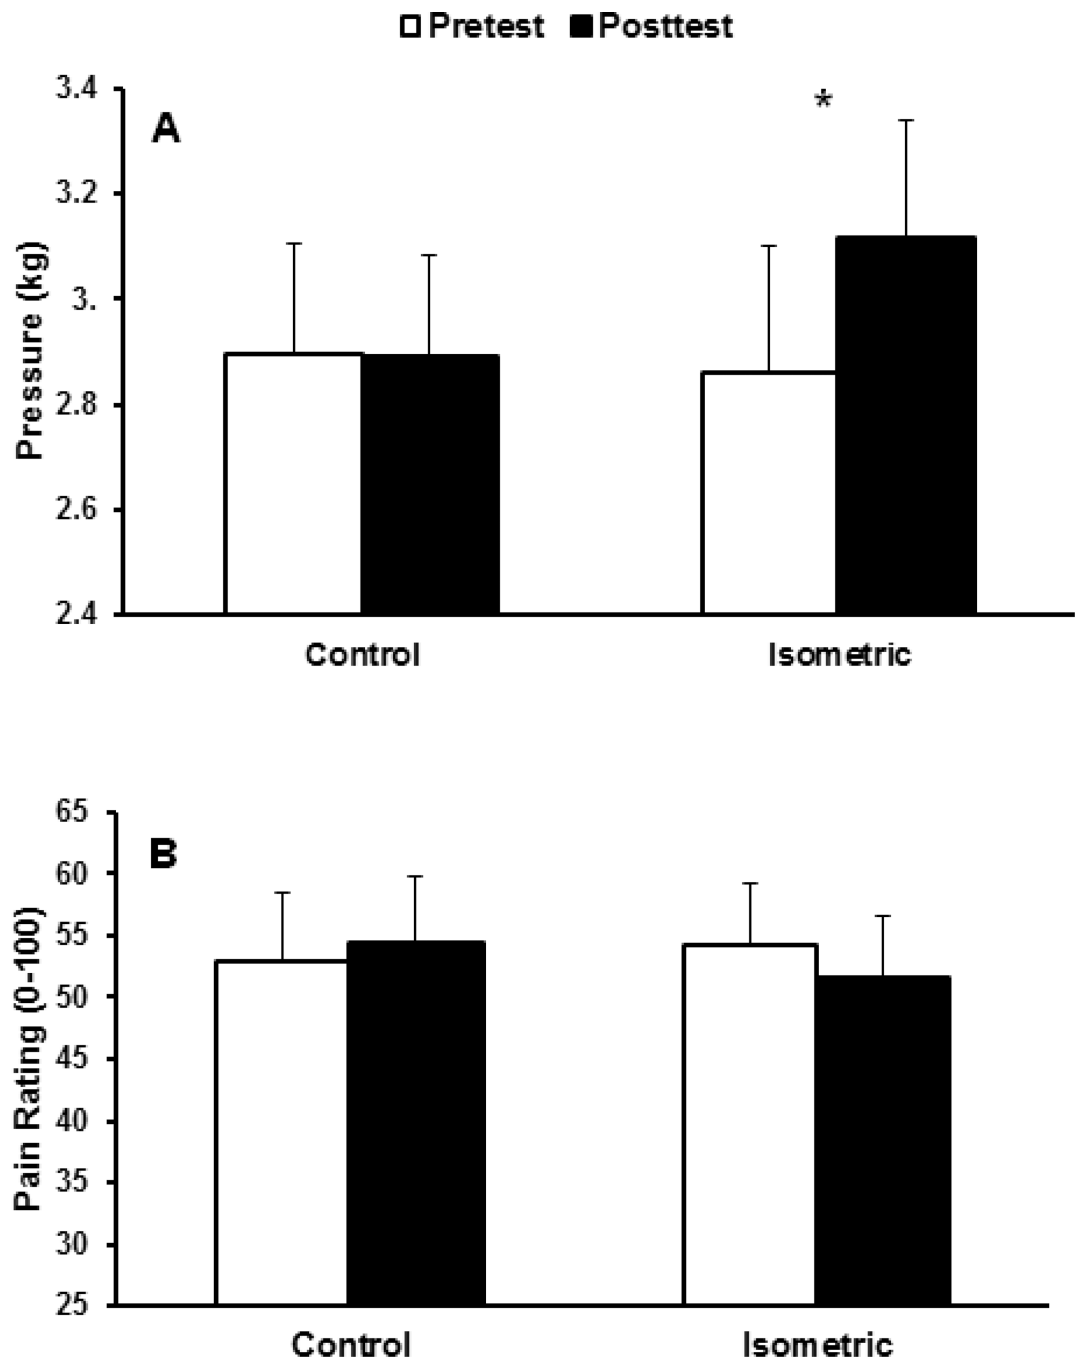 Pretest Posttest
3.4
A
*
3.2
3.
2.8
2.6
2.4
Pressure (kg)
Control Isometric
65
B
60
55
50
45
40
35
30
25
Pain Rating (0-100)
Control Isometric